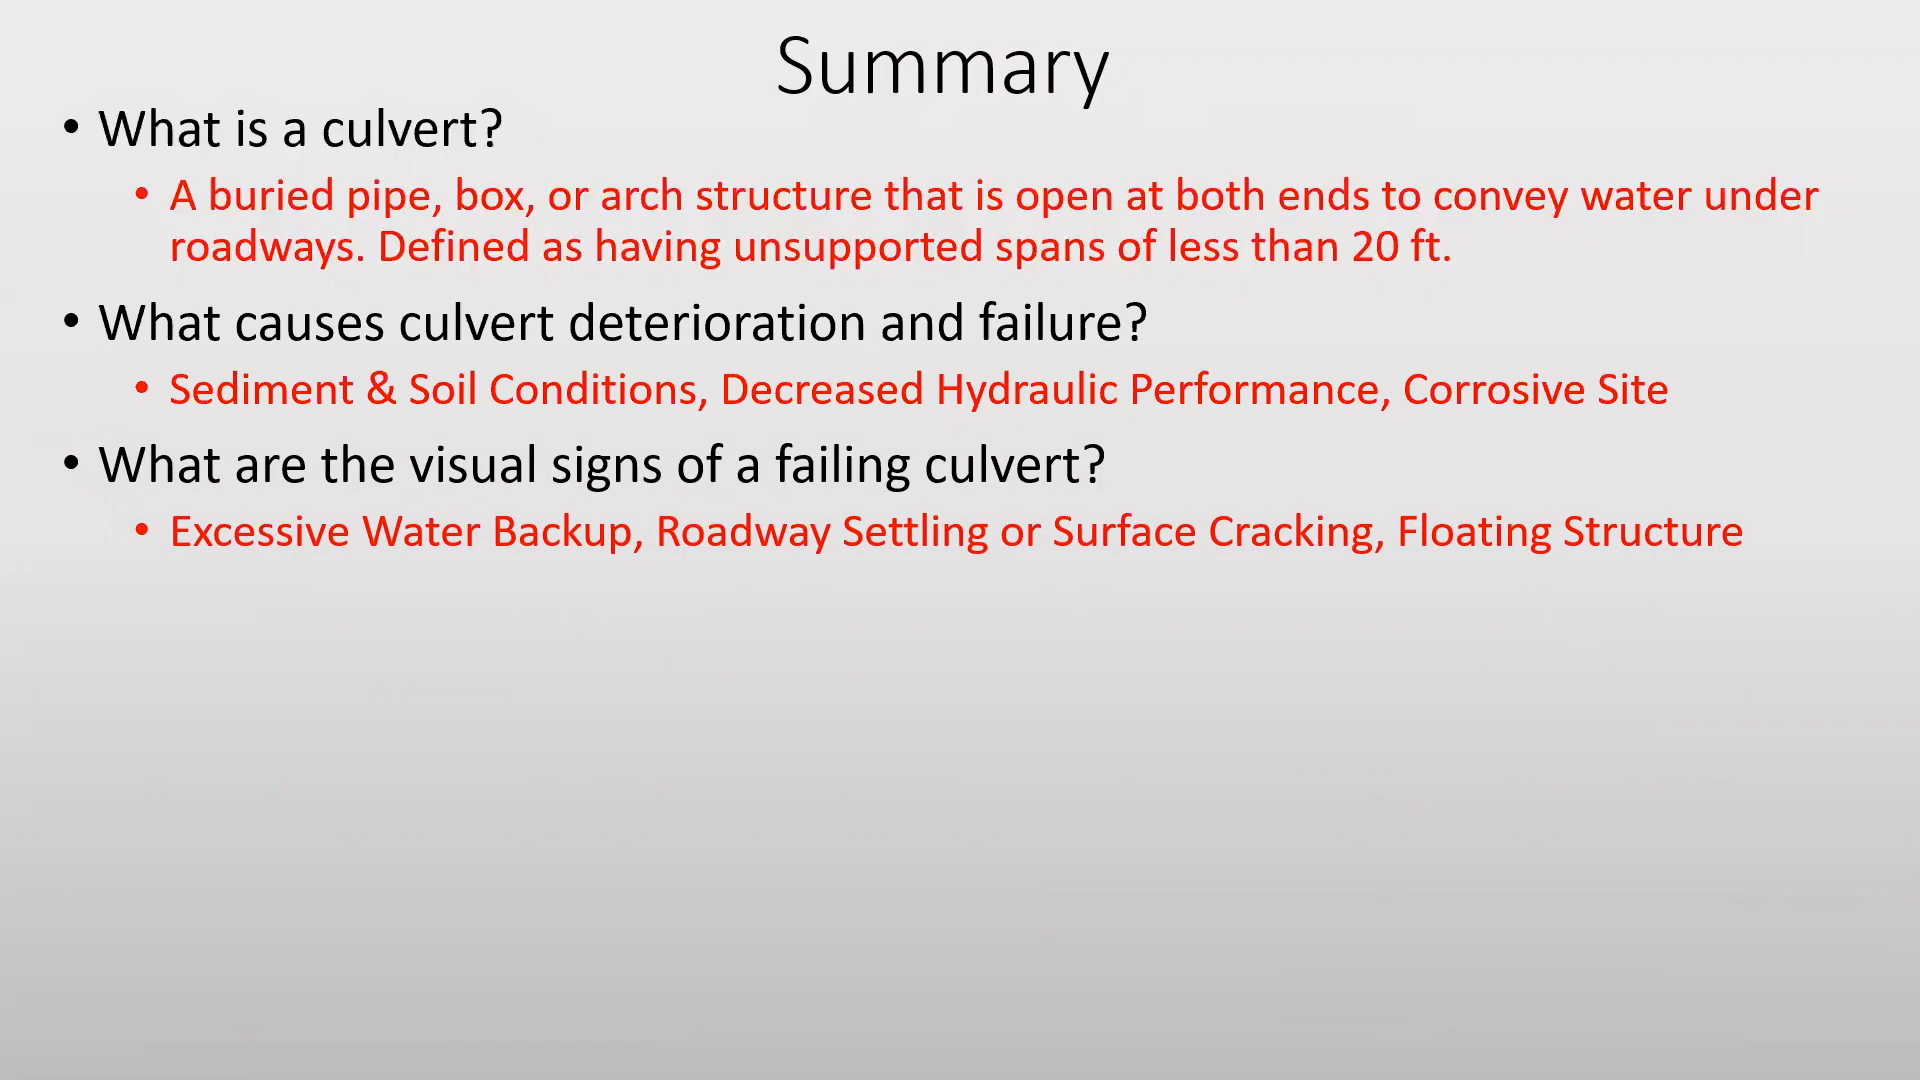 Summary
• What is a culvert?
• A buried pipe, box, or arch structure that is open at both ends to convey water under
roadways. Defined as having unsupported spans of less than 20 ft.
• What causes culvert deterioration and failure?
• Sediment & Soil Conditions, Decreased Hydraulic Performance, Corrosive Site
• What are the visual signs of a failing culvert?
• Excessive Water Backup, Roadway Settling or Surface Cracking, Floating Structure